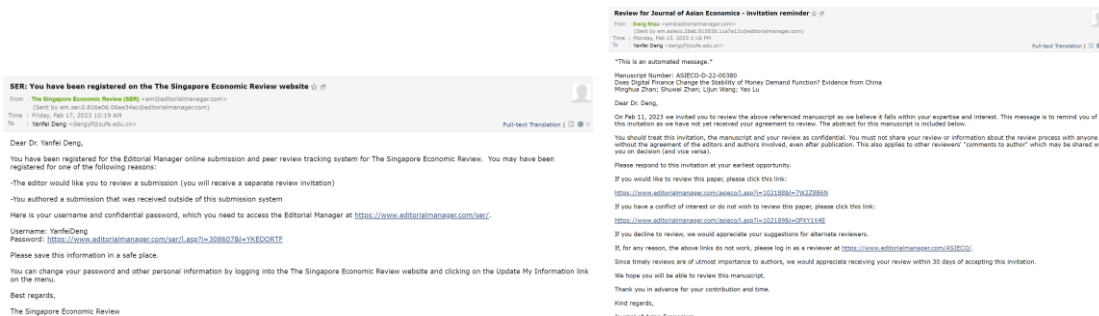 SER: You have been registered on the The Singapore Economic Review website
From : The Singapore Economic Review (SER) <em@editorialmanager.com>
(Sent by em.ser.0.816e06.06ae34ac@editorialmanager.com)
Time : Friday, Feb 17, 2023 10:19 AM
To : Yanfei Deng <dengyf@zufe.edu.cn>
Full-text Translation |
Dear Dr. Yanfei Deng,
You have been registered for the Editorial Manager online submission and peer review tracking system for The Singapore Economic Review. You may have been
registered for one of the following reasons:
-The editor would like you to review a submission (you will receive a separate review invitation)
-You authored a submission that was received outside of this submission system
Here is your username and confidential password, which you need to access the Editorial Manager at https://www.editorialmanager.com/ser/.
Username: YanfeiDeng
Password: https://www.editorialmanager.com/ser/l.asp?i=308607&l=YKEDORTF
Please save this information in a safe place.
You can change your password and other personal information by logging into the The Singapore Economic Review website and clicking on the Update My Information link
on the menu.
Best regards,
The Singapore Economic Review
Review for Journal of Asian Economics - invitation reminder
From : Xiang Shao <em@editorialmanager.com>
(Sent by
Time : Monday, Feb 13, 2023 1:16 PM
To : Yanfei Deng <dengyf@zufe.edu.cn>
Full-text Translation |
"This is an automated message."
Manuscript Number: ASIECO-D-22-00380
Does Digital Finance Change the Stability of Money Demand Function? Evidence from China
Minghua Zhan; Shuwei Zhan; Lijun Wang; Yao Lu
Dear Dr. Deng,
On Feb 11, 2023 we invited you to review the above referenced manuscript as we believe it falls within your expertise and interest. This message is to remind you of
this invitation as we have not yet received your agreement to review. The abstract for this manuscript is included below.
You should treat this invitation, the manuscript and your review as confidential. You must not share your review or information about the review process with anyone
without the agreement of the editors and authors involved, even after publication. This also applies to other reviewers' "comments to author" which may be shared w
you on decision (and vice versa).
Please respond to this invitation at your earliest opportunity.
If you would like to review this paper, please click this link:
https://www.editorialmanager.com/asieco/l.asp?i=102188&l=7W2Z8B6N
If you have a conflict of interest or do not wish to review this paper, please click this link:
https://www.editorialmanager.com/asieco/l.asp?i=102189&l=0PXY1X4E
If you decline to review, we would appreciate your suggestions for alternate reviewers.
If, for any reason, the above links do not work, please log in as a reviewer at https://www.editorialmanager.com/ASIECO/.
Since timely reviews are of utmost importance to authors, we would appreciate receiving your review within 30 days of accepting this invitation.
We hope you will be able to review this manuscript.
Thank you in advance for your contribution and time.
Kind regards,
Journal of Asian Economics